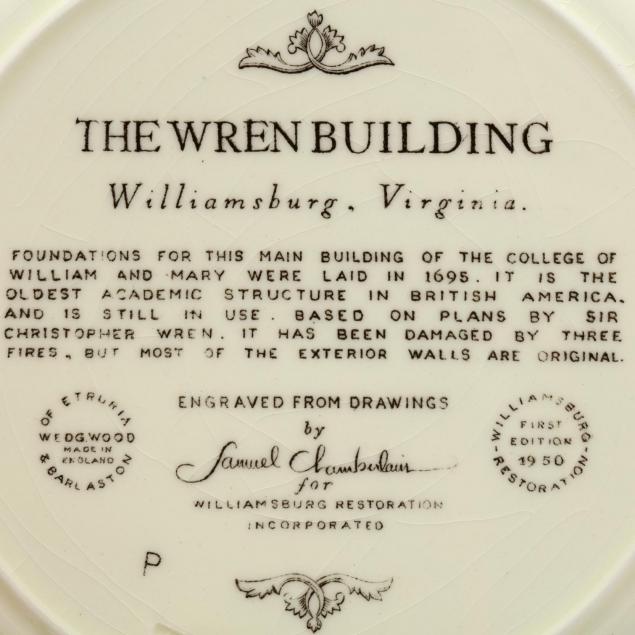 THE WREN BUILDING
Williamsburg, Virginia.
FOUNDATIONS FOR THIS MAIN BUILDING OF THE COLLEGE OF
WILLIAM AND MARY WERE LAID IN 1695. IT IS THE
OLDEST ACADEMIC STRUCTURE IN BRITISH AMERICA,
AND IS STILL IN USE. BASED ON PLANS BY SIR
CHRISTOPHER WREN, IT HAS BEEN DAMAGED BY THREE
FIRES, BUT MOST OF THE EXTERIOR WALLS ARE ORIGINAL.
OF ETRURIA
WEDGWOOD
MADE IN
ENGLAND
& BARLASTON
ENGRAVED FROM DRAWINGS
by
Samuel Chamberlain
for
WILLIAMSBURG RESTORATION
INCORPORATED
WILLIAMSBURG
FIRST
EDITION
1950
RESTORATION
P